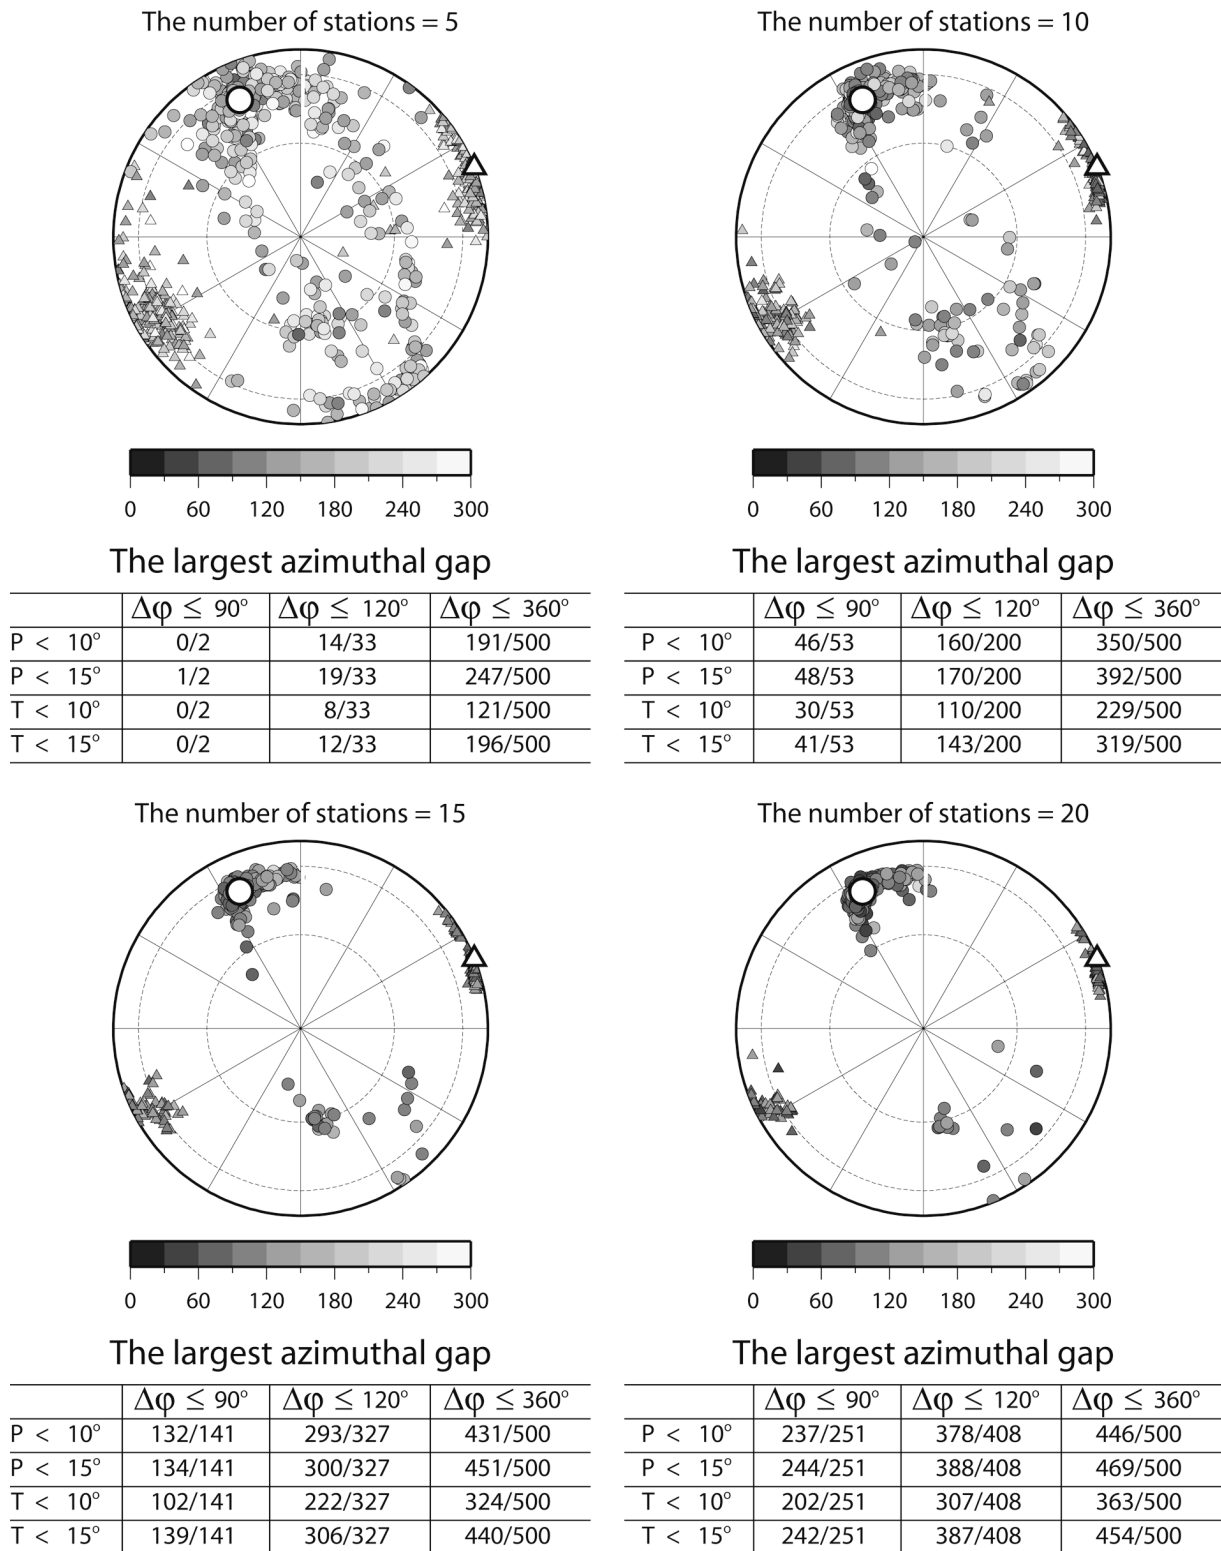 The number of stations = 5
The number of stations = 10
0 60 120 180 240 300
0 60 120 180 240 300
The largest azimuthal gap
The largest azimuthal gap
Δφ ≤ 90° Δφ ≤ 120° Δφ ≤ 360°
P < 10° 0/2 14/33 191/500
P < 15° 1/2 19/33 247/500
T < 10° 0/2 8/33 121/500
T < 15° 0/2 12/33 196/500
Δφ ≤ 90° Δφ ≤ 120° Δφ ≤ 360°
P < 10° 46/53 160/200 350/500
P < 15° 48/53 170/200 392/500
T < 10° 30/53 110/200 229/500
T < 15° 41/53 143/200 319/500
The number of stations = 15
The number of stations = 20
0 60 120 180 240 300
0 60 120 180 240 300
The largest azimuthal gap
The largest azimuthal gap
Δφ ≤ 90° Δφ ≤ 120° Δφ ≤ 360°
P < 10° 132/141 293/327 431/500
P < 15° 134/141 300/327 451/500
T < 10° 102/141 222/327 324/500
T < 15° 139/141 306/327 440/500
Δφ ≤ 90° Δφ ≤ 120° Δφ ≤ 360°
P < 10° 237/251 378/408 446/500
P < 15° 244/251 388/408 469/500
T < 10° 202/251 307/408 363/500
T < 15° 242/251 387/408 454/500